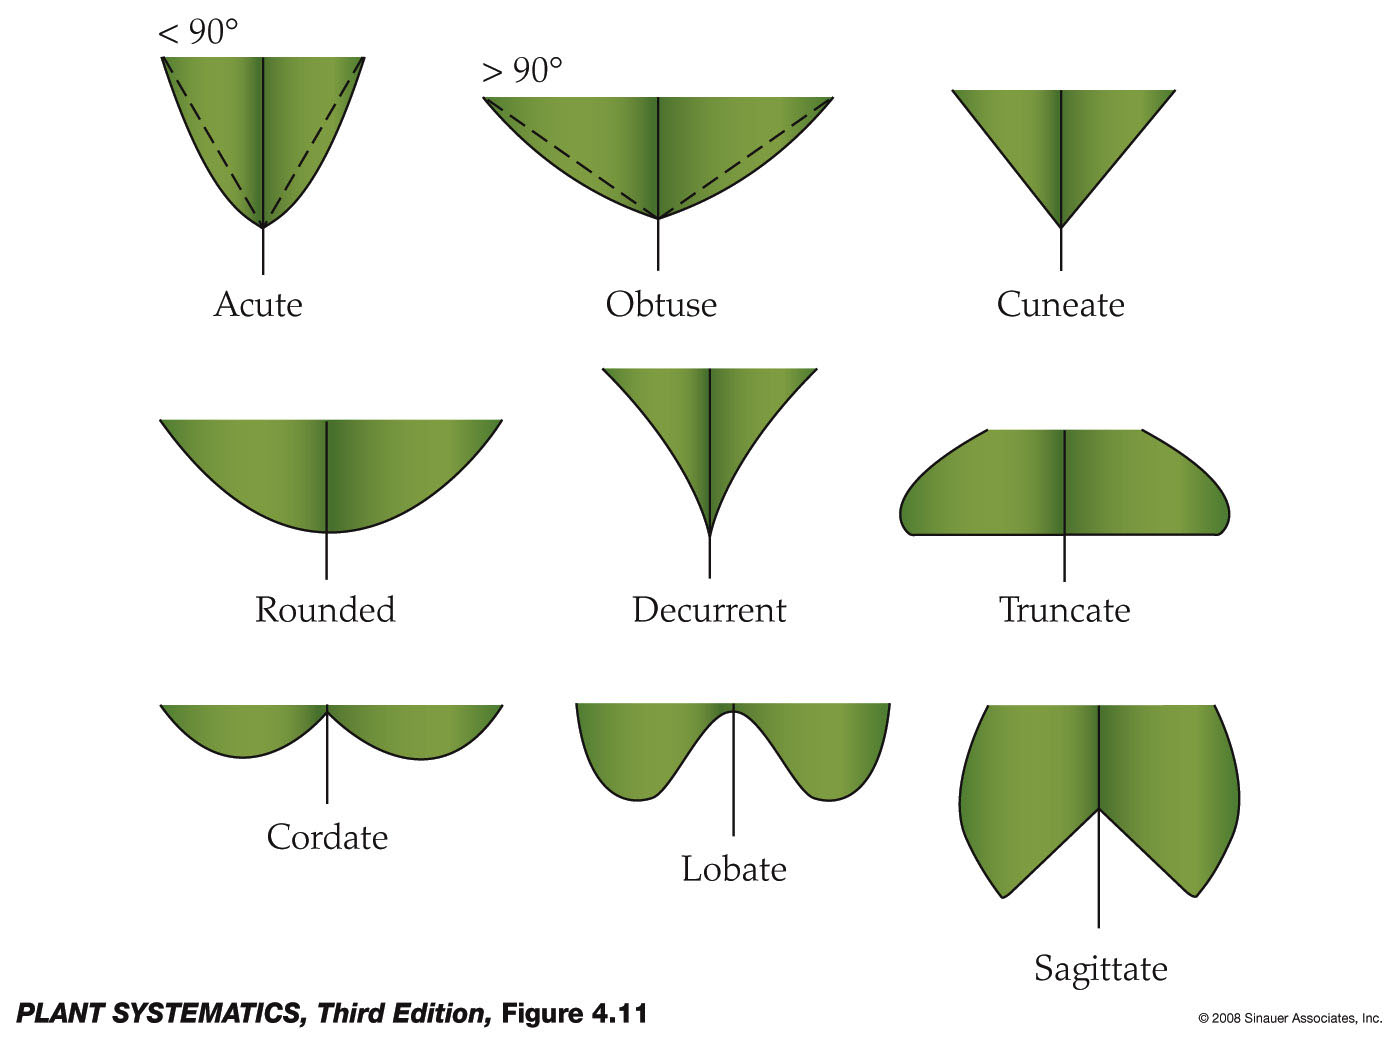 < 90°
> 90°
Acute
Obtuse
Cuneate
Rounded
Decurrent
Truncate
Cordate
Lobate
Sagittate
PLANT SYSTEMATICS, Third Edition, Figure 4.11
© 2008 Sinauer Associates, Inc.